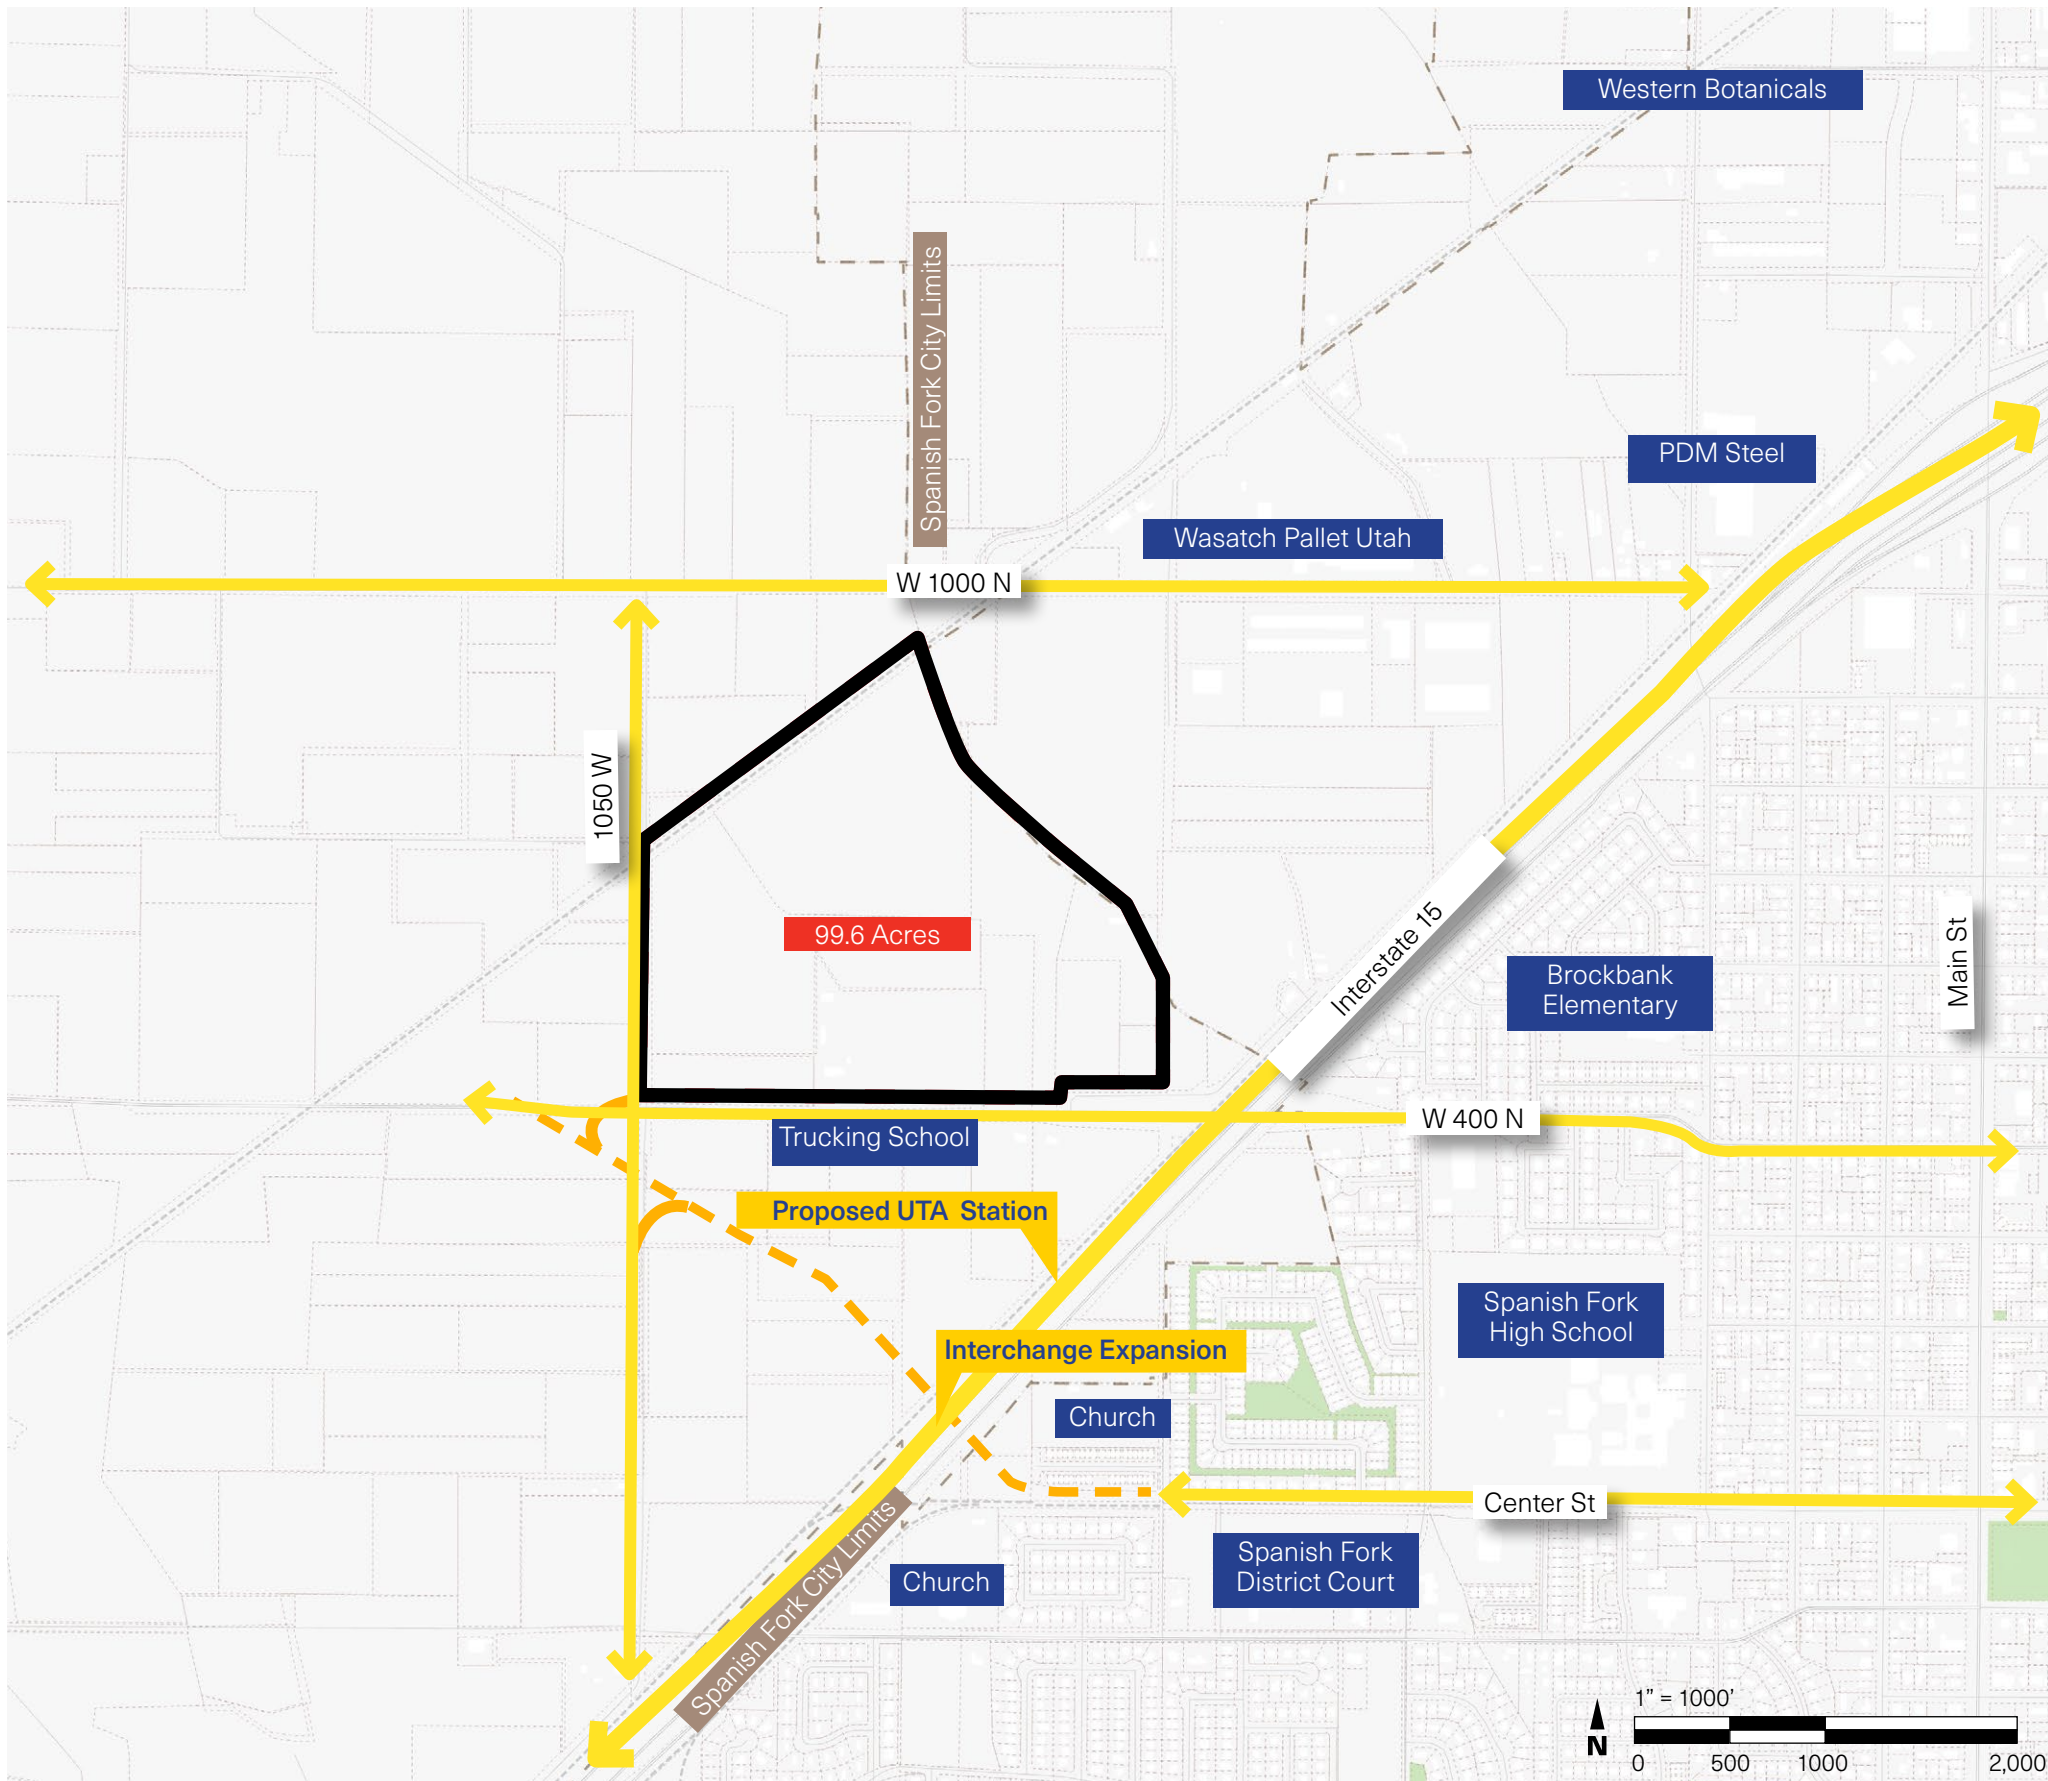 Western Botanicals
Spanish Fork City Limits
PDM Steel
Wasatch Pallet Utah
W 1000 N
1050 W
99.6 Acres
Interstate 15
Brockbank
Elementary
Main St
W 400 N
Trucking School
Proposed UTA Station
Spanish Fork
High School
Interchange Expansion
Church
Center St
Spanish Fork City Limits
Spanish Fork
District Court
Church
1” = 1000’
N
0 500 1000 2,000